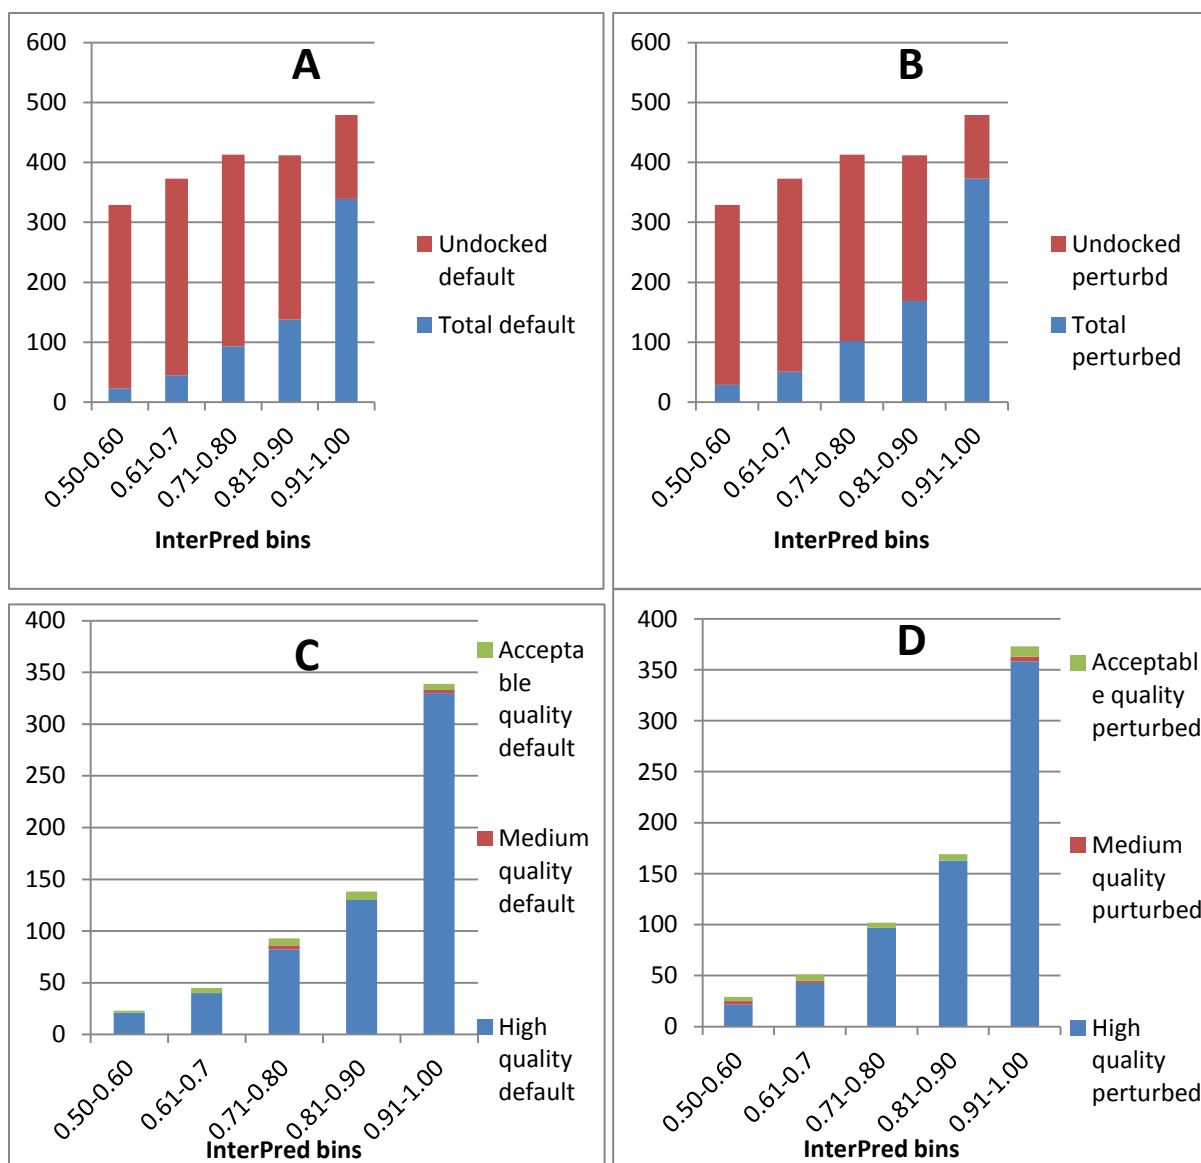 A
600
500
400
300
200
100
0
0.50-0.60
0.61-0.7
0.71-0.80
0.81-0.90
0.91-1.00
InterPred bins
Undocked
default
Total default
B
600
500
400
300
200
100
0
0.50-0.60
0.61-0.7
0.71-0.80
0.81-0.90
0.91-1.00
InterPred bins
Undocked
perturbd
Total
perturbed
C
400
350
300
250
200
150
100
50
0
0.50-0.60
0.61-0.7
0.71-0.80
0.81-0.90
0.91-1.00
InterPred bins
Accepta
ble
quality
default
Medium
quality
default
High
quality
default
D
400
350
300
250
200
150
100
50
0
0.50-0.60
0.61-0.7
0.71-0.80
0.81-0.90
0.91-1.00
InterPred bins
Acceptabl
e quality
perturbed
Medium
quality
purturbed
High
quality
perturbed